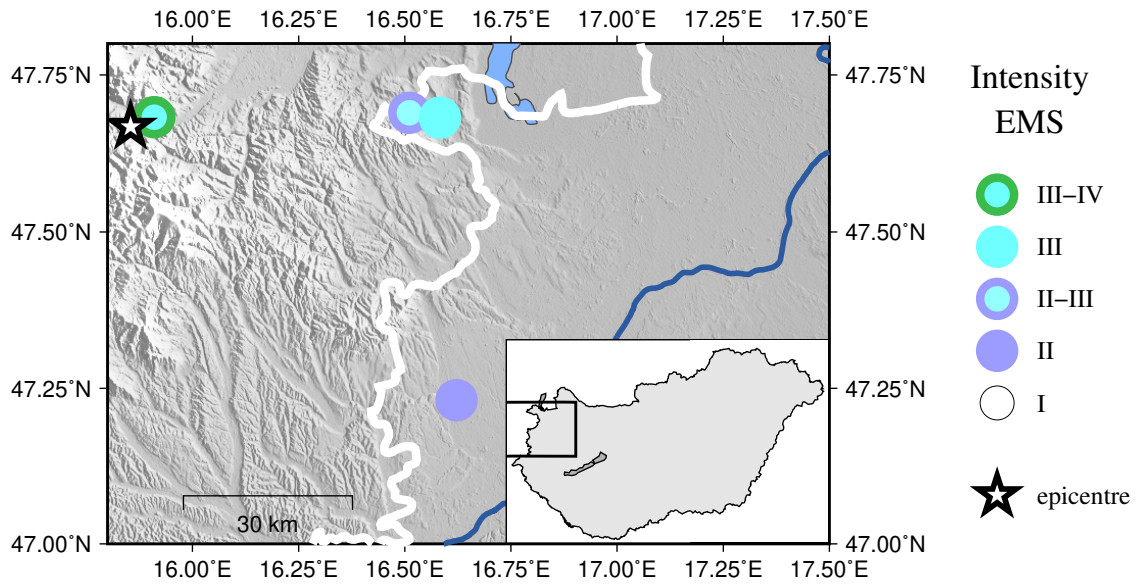 16.00°E 16.25°E 16.50°E 16.75°E 17.00°E 17.25°E 17.50°E
47.75°N 47.75°N
47.50°N 47.50°N
47.25°N 47.25°N
47.00°N 47.00°N
16.00°E 16.25°E 16.50°E 16.75°E 17.00°E 17.25°E 17.50°E
30 km
Intensity
EMS
III–IV
III
II–III
II
I
epicentre